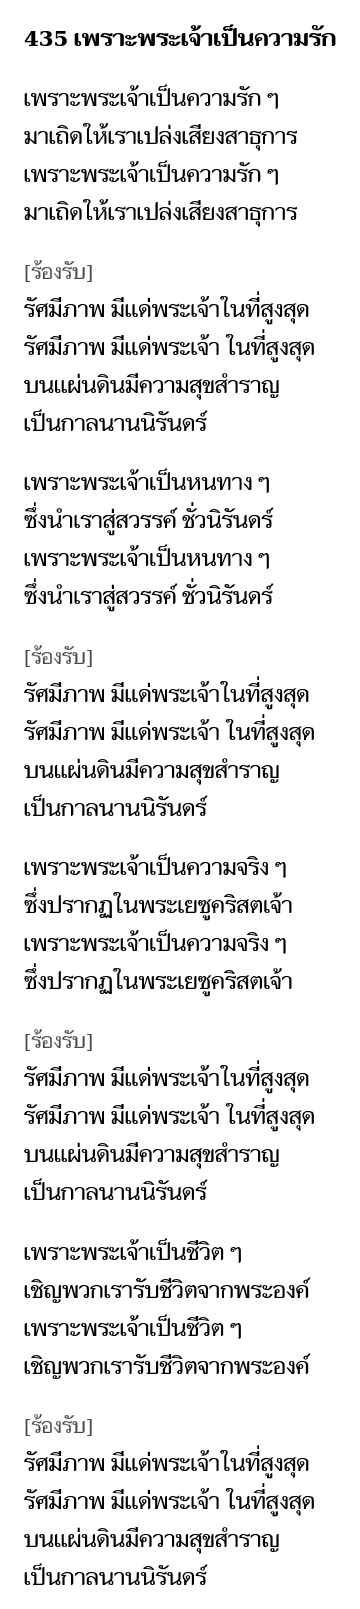 435 เพราะพระเจ้าเป็นความรัก
เพราะพระเจ้าเป็นความรัก ๆ
มาเถิดให้เราเปล่งเสียงสาธุการ
เพราะพระเจ้าเป็นความรัก ๆ
มาเถิดให้เราเปล่งเสียงสาธุการ
[ร้องรับ]
รัศมีภาพ มีแด่พระเจ้าในที่สูงสุด
รัศมีภาพ มีแด่พระเจ้า ในที่สูงสุด
บนแผ่นดินมีความสุขสำราญ
เป็นกาลนานนิรันดร์
เพราะพระเจ้าเป็นหนทาง ๆ
ซึ่งนำเราสู่สวรรค์ ชั่วนิรันดร์
เพราะพระเจ้าเป็นหนทาง ๆ
ซึ่งนำเราสู่สวรรค์ ชั่วนิรันดร์
[ร้องรับ]
รัศมีภาพ มีแด่พระเจ้าในที่สูงสุด
รัศมีภาพ มีแด่พระเจ้า ในที่สูงสุด
บนแผ่นดินมีความสุขสำราญ
เป็นกาลนานนิรันดร์
เพราะพระเจ้าเป็นความจริง ๆ
ซึ่งปรากฏในพระเยซูคริสตเจ้า
เพราะพระเจ้าเป็นความจริง ๆ
ซึ่งปรากฏในพระเยซูคริสตเจ้า
[ร้องรับ]
รัศมีภาพ มีแด่พระเจ้าในที่สูงสุด
รัศมีภาพ มีแด่พระเจ้า ในที่สูงสุด
บนแผ่นดินมีความสุขสำราญ
เป็นกาลนานนิรันดร์
เพราะพระเจ้าเป็นชีวิต ๆ
เชิญพวกเรารับชีวิตจากพระองค์
เพราะพระเจ้าเป็นชีวิต ๆ
เชิญพวกเรารับชีวิตจากพระองค์
[ร้องรับ]
รัศมีภาพ มีแด่พระเจ้าในที่สูงสุด
รัศมีภาพ มีแด่พระเจ้า ในที่สูงสุด
บนแผ่นดินมีความสุขสำราญ
เป็นกาลนานนิรันดร์